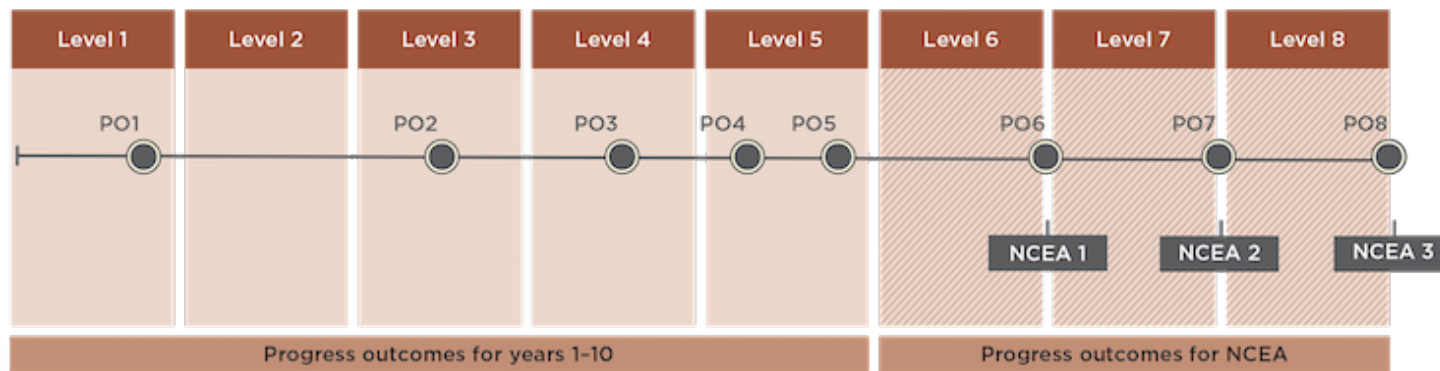 Level 1 Level 2 Level 3 Level 4 Level 5 Level 6 Level 7 Level 8
PO1 PO2 PO3 PO4 PO5 PO6 PO7 PO8
NCEA 1 NCEA 2 NCEA 3
Progress outcomes for years 1–10 Progress outcomes for NCEA